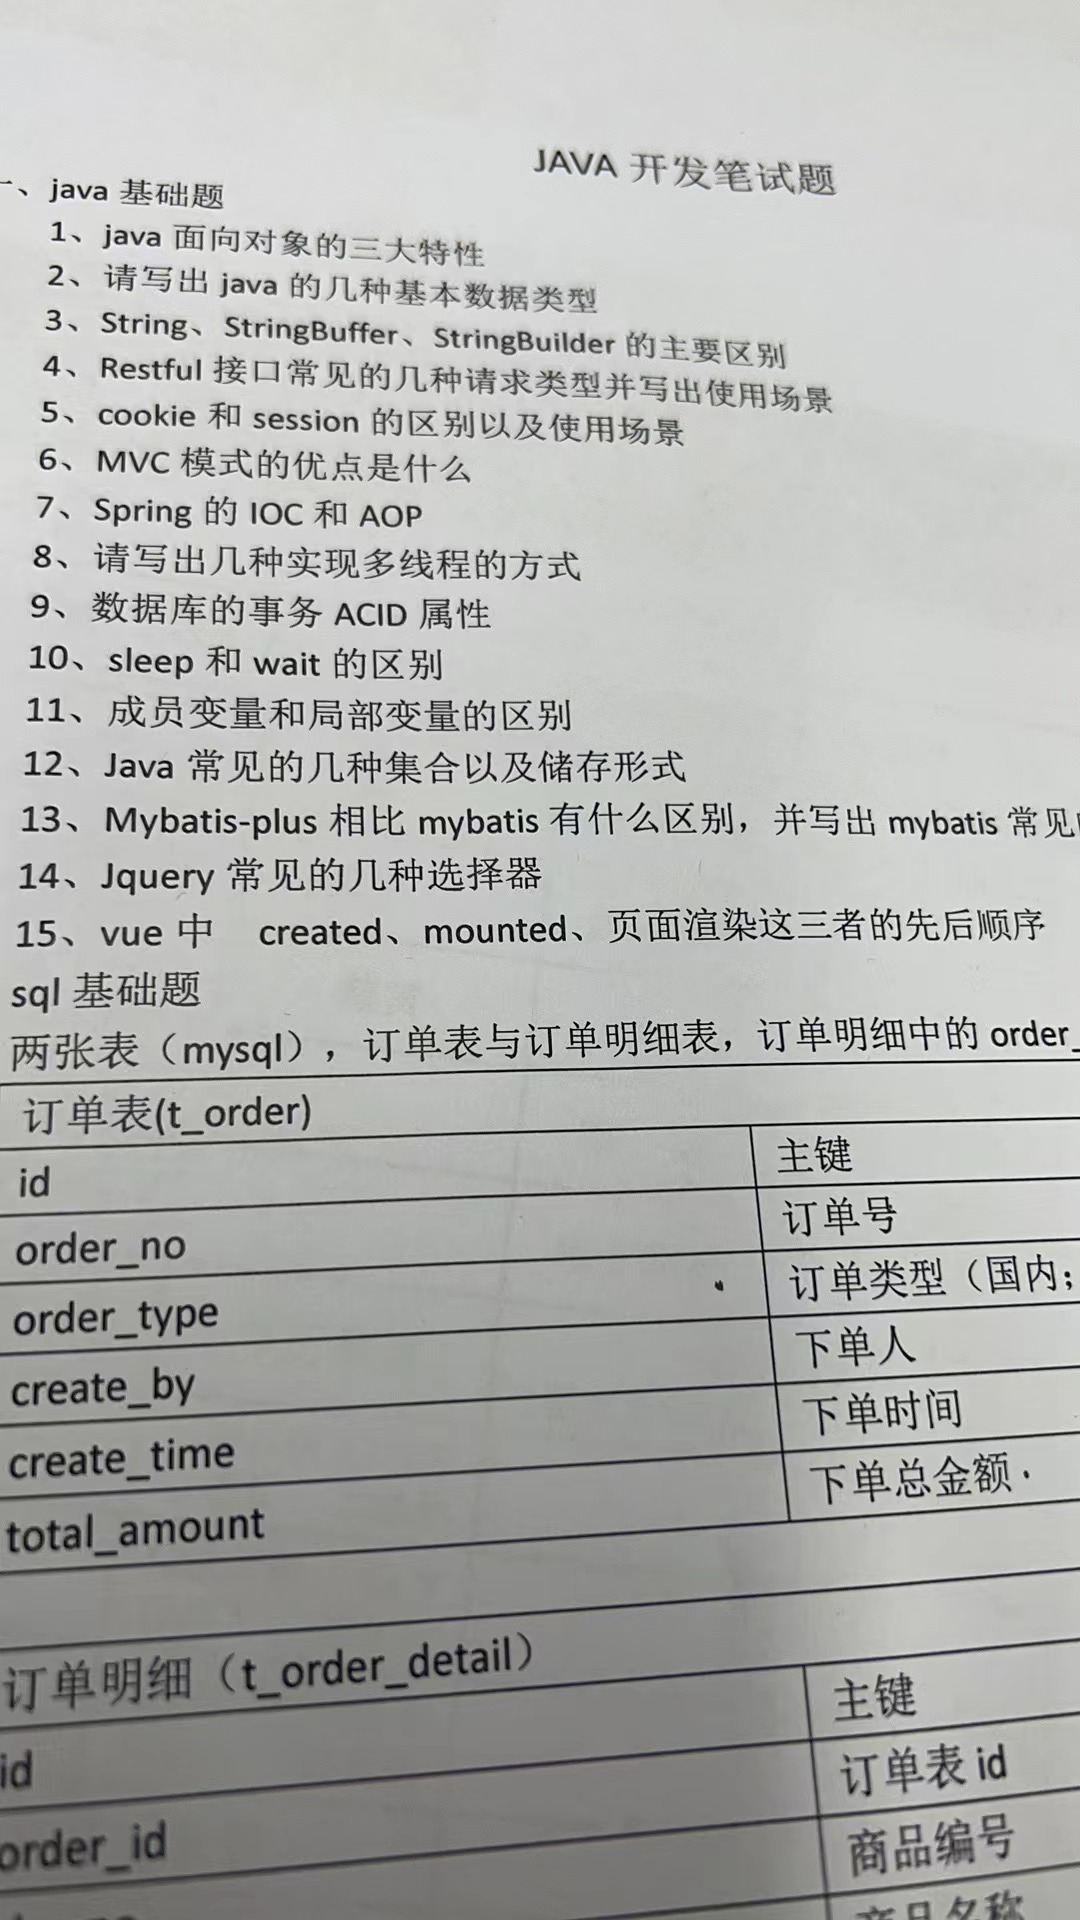 JAVA 开发笔试题
一、java 基础题
1、java 面向对象的三大特性
2、请写出 java 的几种基本数据类型
3、String、StringBuffer、StringBuilder 的主要区别
4、Restful 接口常见的几种请求类型并写出使用场景
5、cookie 和 session 的区别以及使用场景
6、MVC 模式的优点是什么
7、Spring 的 IOC 和 AOP
8、请写出几种实现多线程的方式
9、数据库的事务 ACID 属性
10、sleep 和 wait 的区别
11、成员变量和局部变量的区别
12、Java 常见的几种集合以及储存形式
13、Mybatis-plus 相比 mybatis 有什么区别，并写出 mybatis 常见
14、Jquery 常见的几种选择器
15、vue 中 created、mounted、页面渲染这三者的先后顺序
sql 基础题
两张表（mysql），订单表与订单明细表，订单明细中的 order_
订单表(t_order)
id 主键
order_no 订单号
order_type 订单类型（国内；
create_by 下单人
create_time 下单时间
total_amount 下单总金额
订单明细（t_order_detail）
id 主键
order_id 订单表 id
商品编号
商品名称